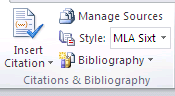 Manage Sources
Insert Citation
Style: MLA Sixt
Bibliography
Citations & Bibliography